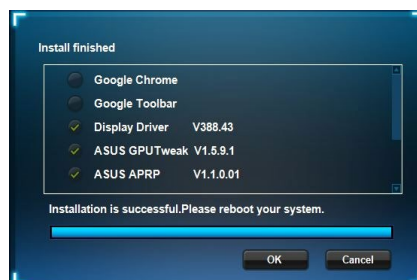 Install finished
Google Chrome
Google Toolbar
Display Driver V388.43
ASUS GPUTweak V1.5.9.1
ASUS APRP V1.1.0.01
Installation is successful.Please reboot your system.
OK Cancel